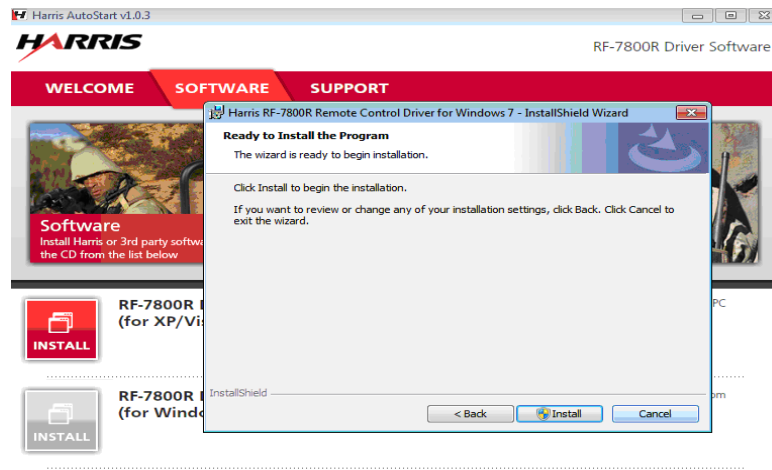 Harris AutoStart v1.0.3
HARRIS
RF-7800R Driver Software
WELCOME SOFTWARE SUPPORT
Harris RF-7800R Remote Control Driver for Windows 7 - InstallShield Wizard
Ready to Install the Program
The wizard is ready to begin installation.
Click Install to begin the installation.
If you want to review or change any of your installation settings, click Back. Click Cancel to
exit the wizard.
Software
Install Harris or 3rd party softwa
the CD from the list below
RF-7800R
PC
(for XP/Vi
INSTALL
InstallShield
< Back Install Cancel
RF-7800R
om
(for Windo
INSTALL